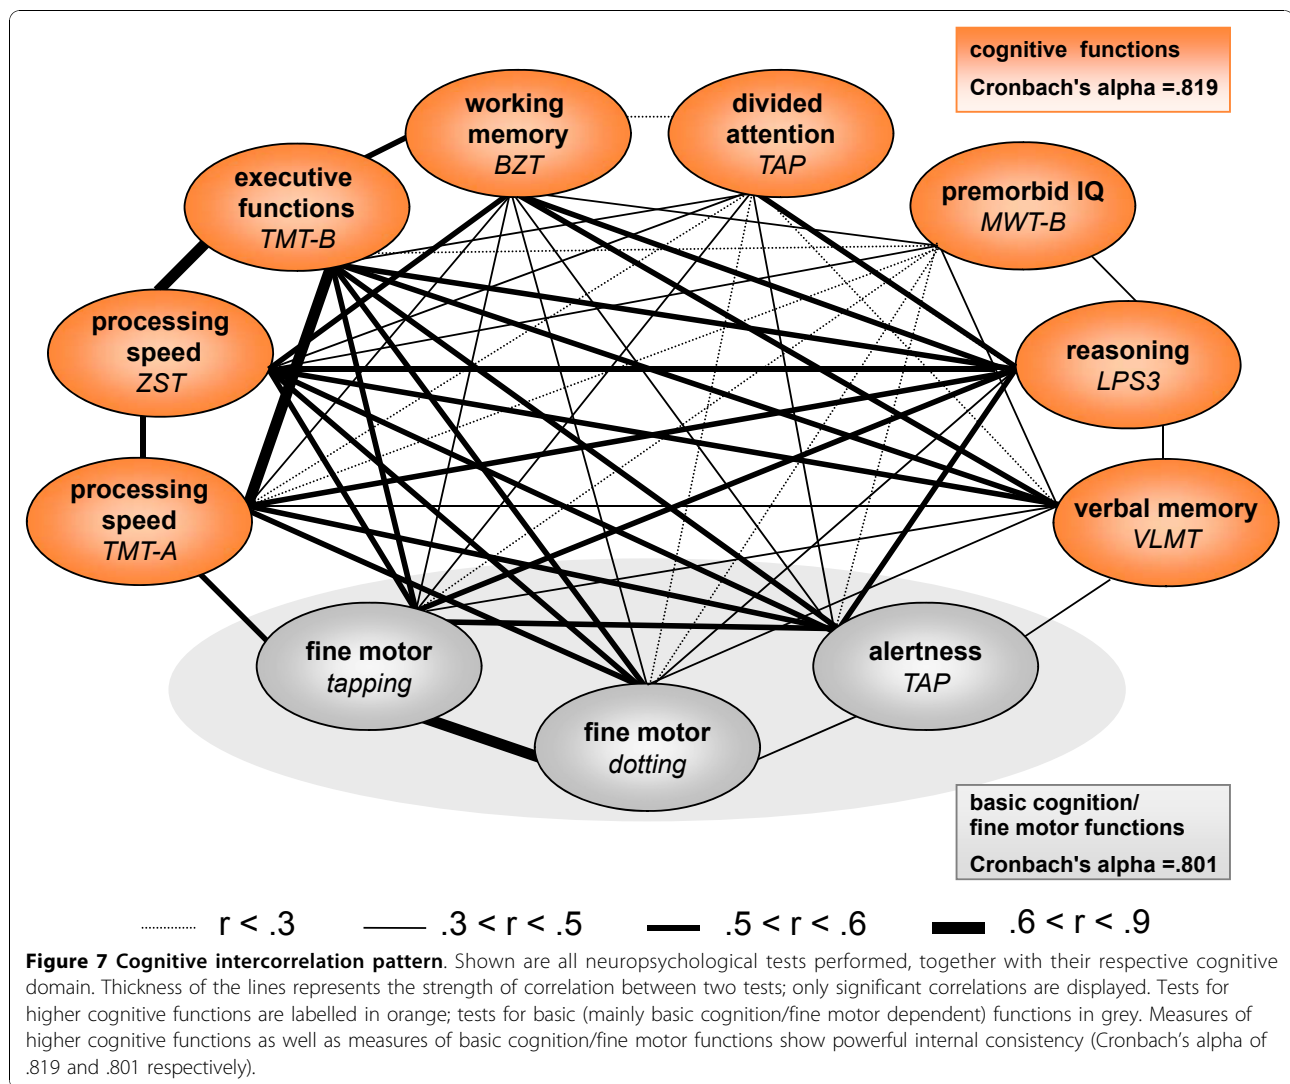 cognitive functions
Cronbach's alpha =.819
working
memory
BZT
divided
attention
TAP
executive
functions
TMT-B
premorbid IQ
MWT-B
processing
speed
ZST
reasoning
LPS3
processing
speed
TMT-A
verbal memory
VLMT
fine motor
tapping
alertness
TAP
fine motor
dotting
basic cognition/
fine motor functions
Cronbach's alpha =.801
r < .3
.3 < r < .5
.5 < r < .6
.6 < r < .9
Figure 7 Cognitive intercorrelation pattern. Shown are all neuropsychological tests performed, together with their respective cognitive
domain. Thickness of the lines represents the strength of correlation between two tests; only significant correlations are displayed. Tests for
higher cognitive functions are labelled in orange; tests for basic (mainly basic cognition/fine motor dependent) functions in grey. Measures of
higher cognitive functions as well as measures of basic cognition/fine motor functions show powerful internal consistency (Cronbach's alpha of
.819 and .801 respectively).